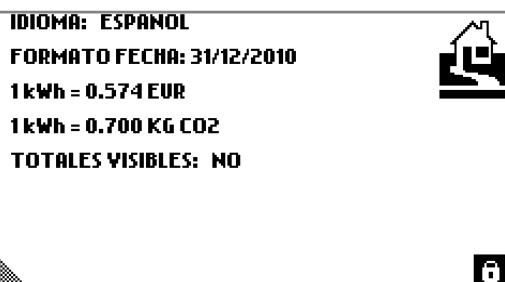 IDIOMA: ESPANOL
FORMATO FECHA: 31/12/2010
1 kWh = 0.574 EUR
1 kWh = 0.700 KG CO2
TOTALES VISIBLES: NO